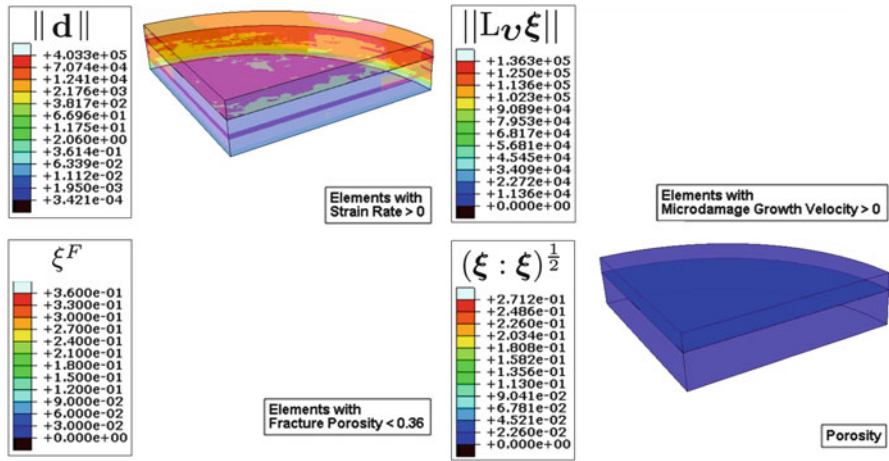 ‖ d ‖
+4.033e+05
+7.074e+04
+1.241e+04
+2.176e+03
+3.817e+02
+6.696e+01
+1.175e+01
+2.060e+00
+3.614e-01
+6.339e-02
+1.112e-02
+1.950e-03
+3.421e-04
Elements with
Strain Rate > 0
||Lυξ||
+1.363e+05
+1.250e+05
+1.136e+05
+1.023e+05
+9.089e+04
+7.953e+04
+6.817e+04
+5.681e+04
+4.545e+04
+3.409e+04
+2.272e+04
+1.136e+04
+0.000e+00
Elements with
Microdamage Growth Velocity > 0
ξF
+3.600e-01
+3.300e-01
+3.000e-01
+2.700e-01
+2.400e-01
+2.100e-01
+1.800e-01
+1.500e-01
+1.200e-01
+9.000e-02
+6.000e-02
+3.000e-02
+0.000e+00
Elements with
Fracture Porosity < 0.36
(ξ : ξ)½
+2.712e-01
+2.486e-01
+2.260e-01
+2.034e-01
+1.808e-01
+1.582e-01
+1.356e-01
+1.130e-01
+9.041e-02
+6.781e-02
+4.521e-02
+2.260e-02
+0.000e+00
Porosity